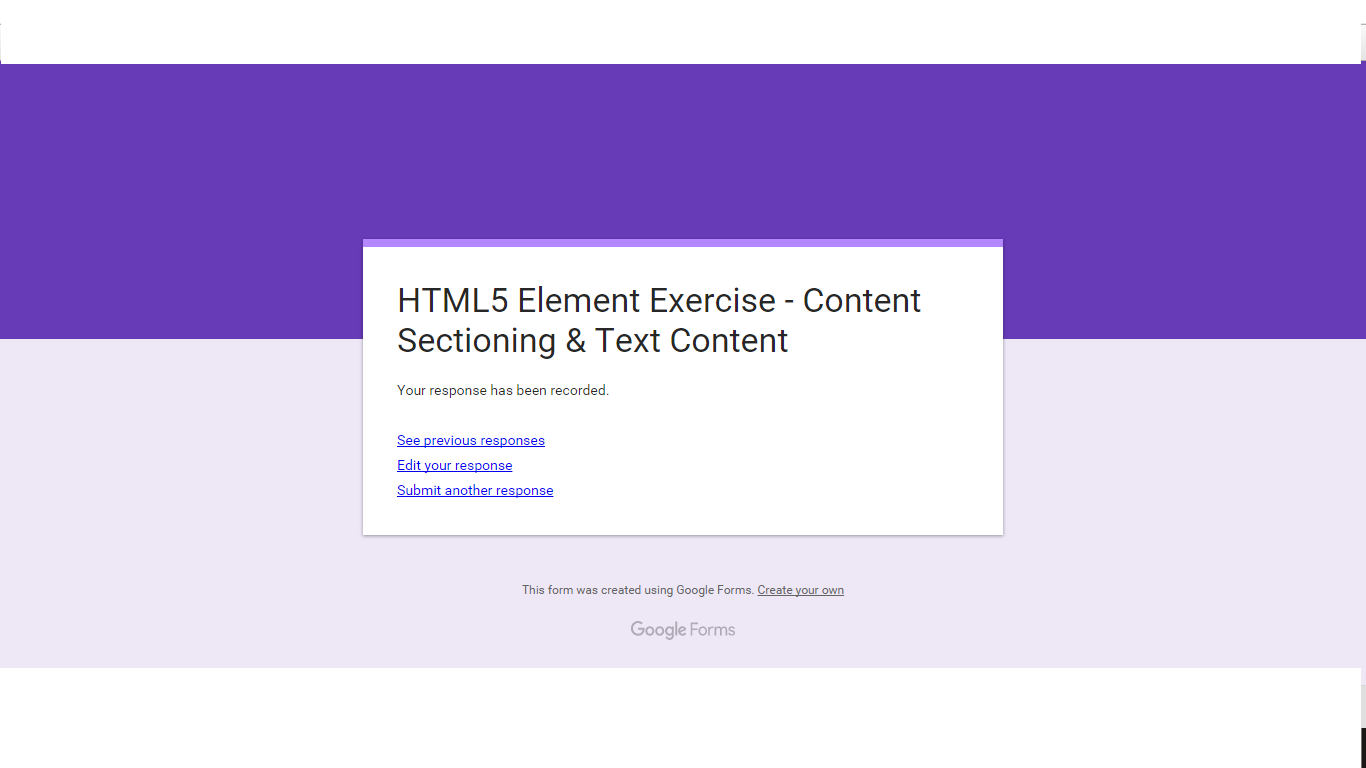 HTML5 Element Exercise - Content
Sectioning & Text Content
Your response has been recorded.
See previous responses
Edit your response
Submit another response
This form was created using Google Forms. Create your own
Google Forms